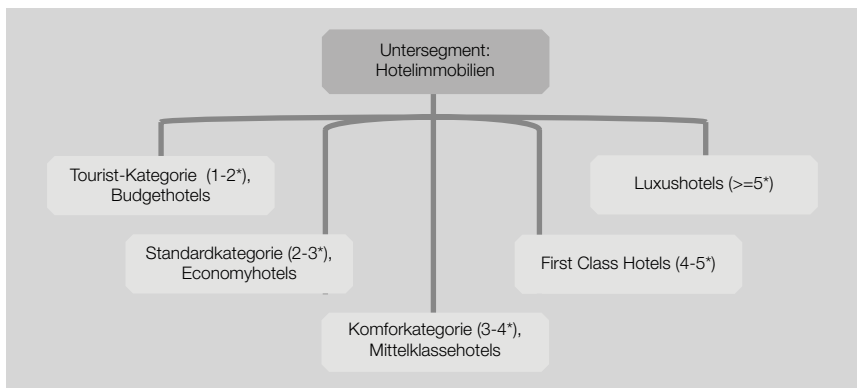 Untersegment:
Hotelimmobilien
Tourist-Kategorie (1-2*),
Budgethotels
Luxushotels (>=5*)
Standardkategorie (2-3*),
Economyhotels
First Class Hotels (4-5*)
Komforkategorie (3-4*),
Mittelklassehotels